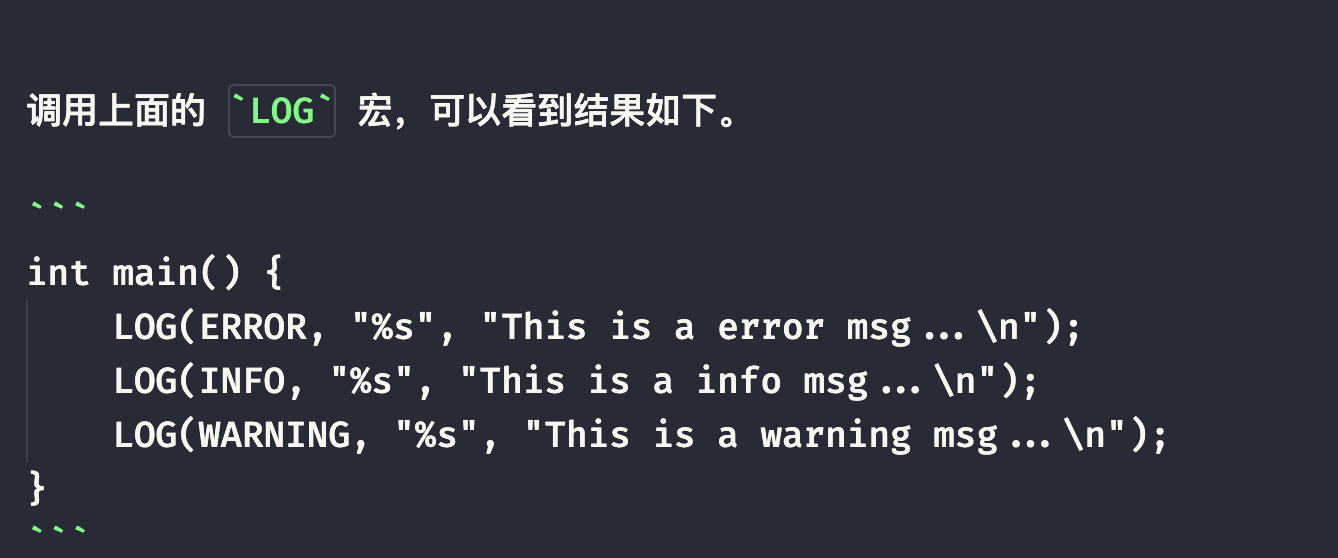 调用上面的 `LOG` 宏，可以看到结果如下。
```
int main() {
    LOG(ERROR, "%s", "This is a error msg...\n");
    LOG(INFO, "%s", "This is a info msg...\n");
    LOG(WARNING, "%s", "This is a warning msg...\n");
}
```